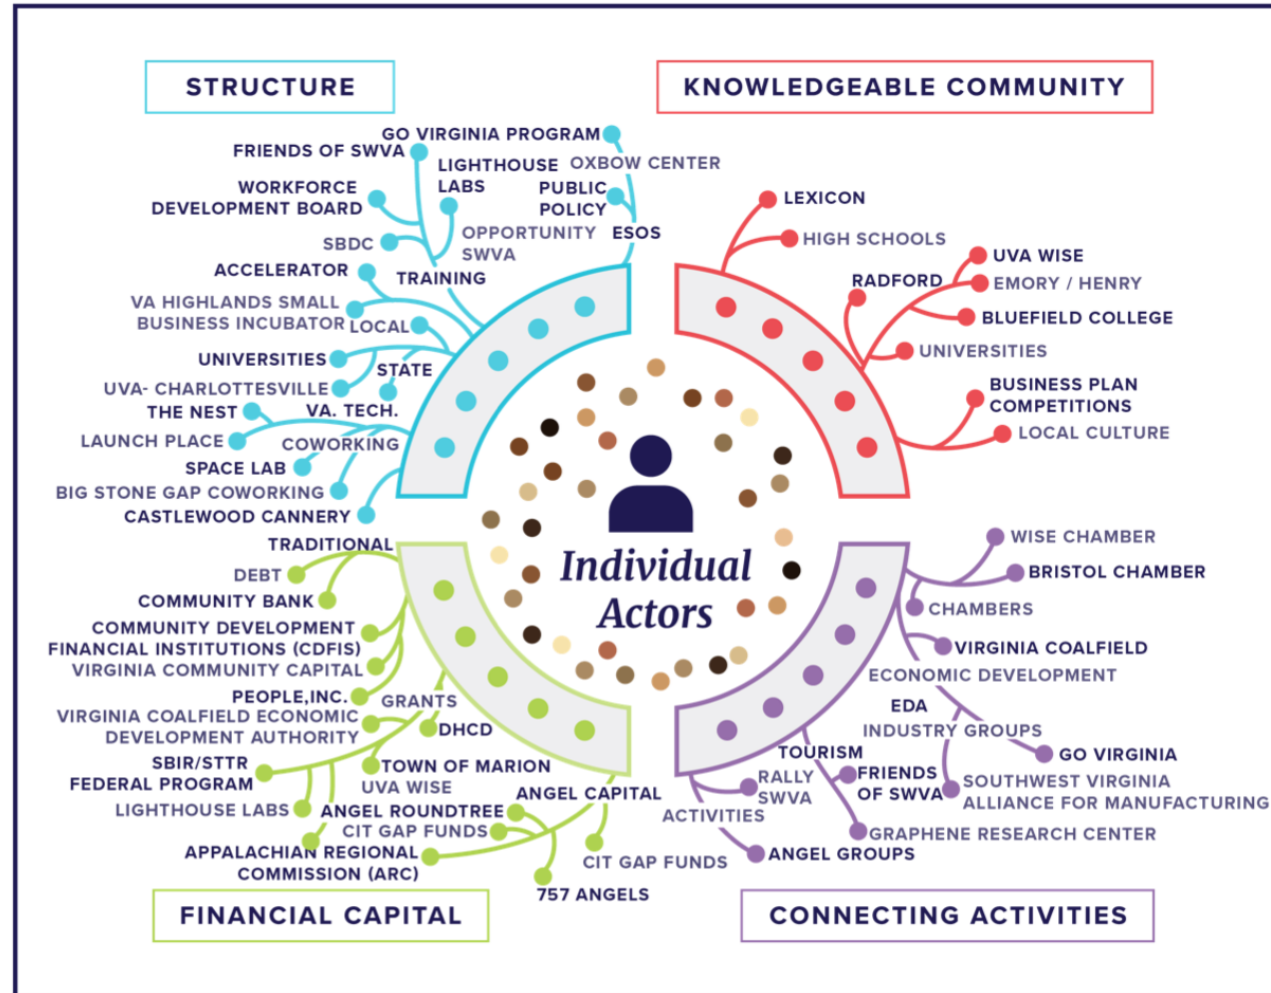 STRUCTURE
GO VIRGINIA PROGRAM
FRIENDS OF SWVA
LIGHTHOUSE
LABS
OXBOW CENTER
WORKFORCE
DEVELOPMENT BOARD
PUBLIC
POLICY
SBDC
OPPORTUNITY
SWVA
ESOS
ACCELERATOR
TRAINING
VA HIGHLANDS SMALL
BUSINESS INCUBATOR
LOCAL
UNIVERSITIES
STATE
UVA- CHARLOTTESVILLE
THE NEST
VA. TECH.
LAUNCH PLACE
COWORKING
SPACE LAB
BIG STONE GAP COWORKING
CASTLEWOOD CANNERY
KNOWLEDGEABLE COMMUNITY
LEXICON
HIGH SCHOOLS
UVA WISE
RADFORD
EMORY / HENRY
BLUEFIELD COLLEGE
UNIVERSITIES
BUSINESS PLAN
COMPETITIONS
LOCAL CULTURE
Individual
Actors
TRADITIONAL
DEBT
COMMUNITY BANK
COMMUNITY DEVELOPMENT
FINANCIAL INSTITUTIONS (CDFIS)
VIRGINIA COMMUNITY CAPITAL
PEOPLE,INC.
GRANTS
VIRGINIA COALFIELD ECONOMIC
DEVELOPMENT AUTHORITY
DHCD
SBIR/STTR
FEDERAL PROGRAM
TOWN OF MARION
UVA WISE
LIGHTHOUSE LABS
ANGEL CAPITAL
ANGEL ROUNDTREE
CIT GAP FUNDS
APPALACHIAN REGIONAL
COMMISSION (ARC)
CIT GAP FUNDS
757 ANGELS
FINANCIAL CAPITAL
WISE CHAMBER
BRISTOL CHAMBER
CHAMBERS
VIRGINIA COALFIELD
ECONOMIC DEVELOPMENT
EDA
INDUSTRY GROUPS
TOURISM
GO VIRGINIA
RALLY
SWVA
FRIENDS
OF SWVA
SOUTHWEST VIRGINIA
ALLIANCE FOR MANUFACTURING
ACTIVITIES
GRAPHENE RESEARCH CENTER
ANGEL GROUPS
CONNECTING ACTIVITIES